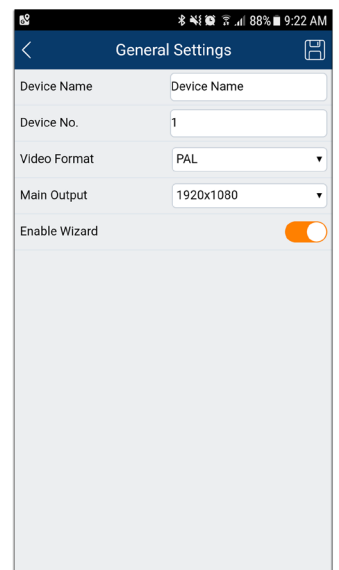 88% 9:22 AM
General Settings
Device Name Device Name
Device No. 1
Video Format PAL
Main Output 1920x1080
Enable Wizard